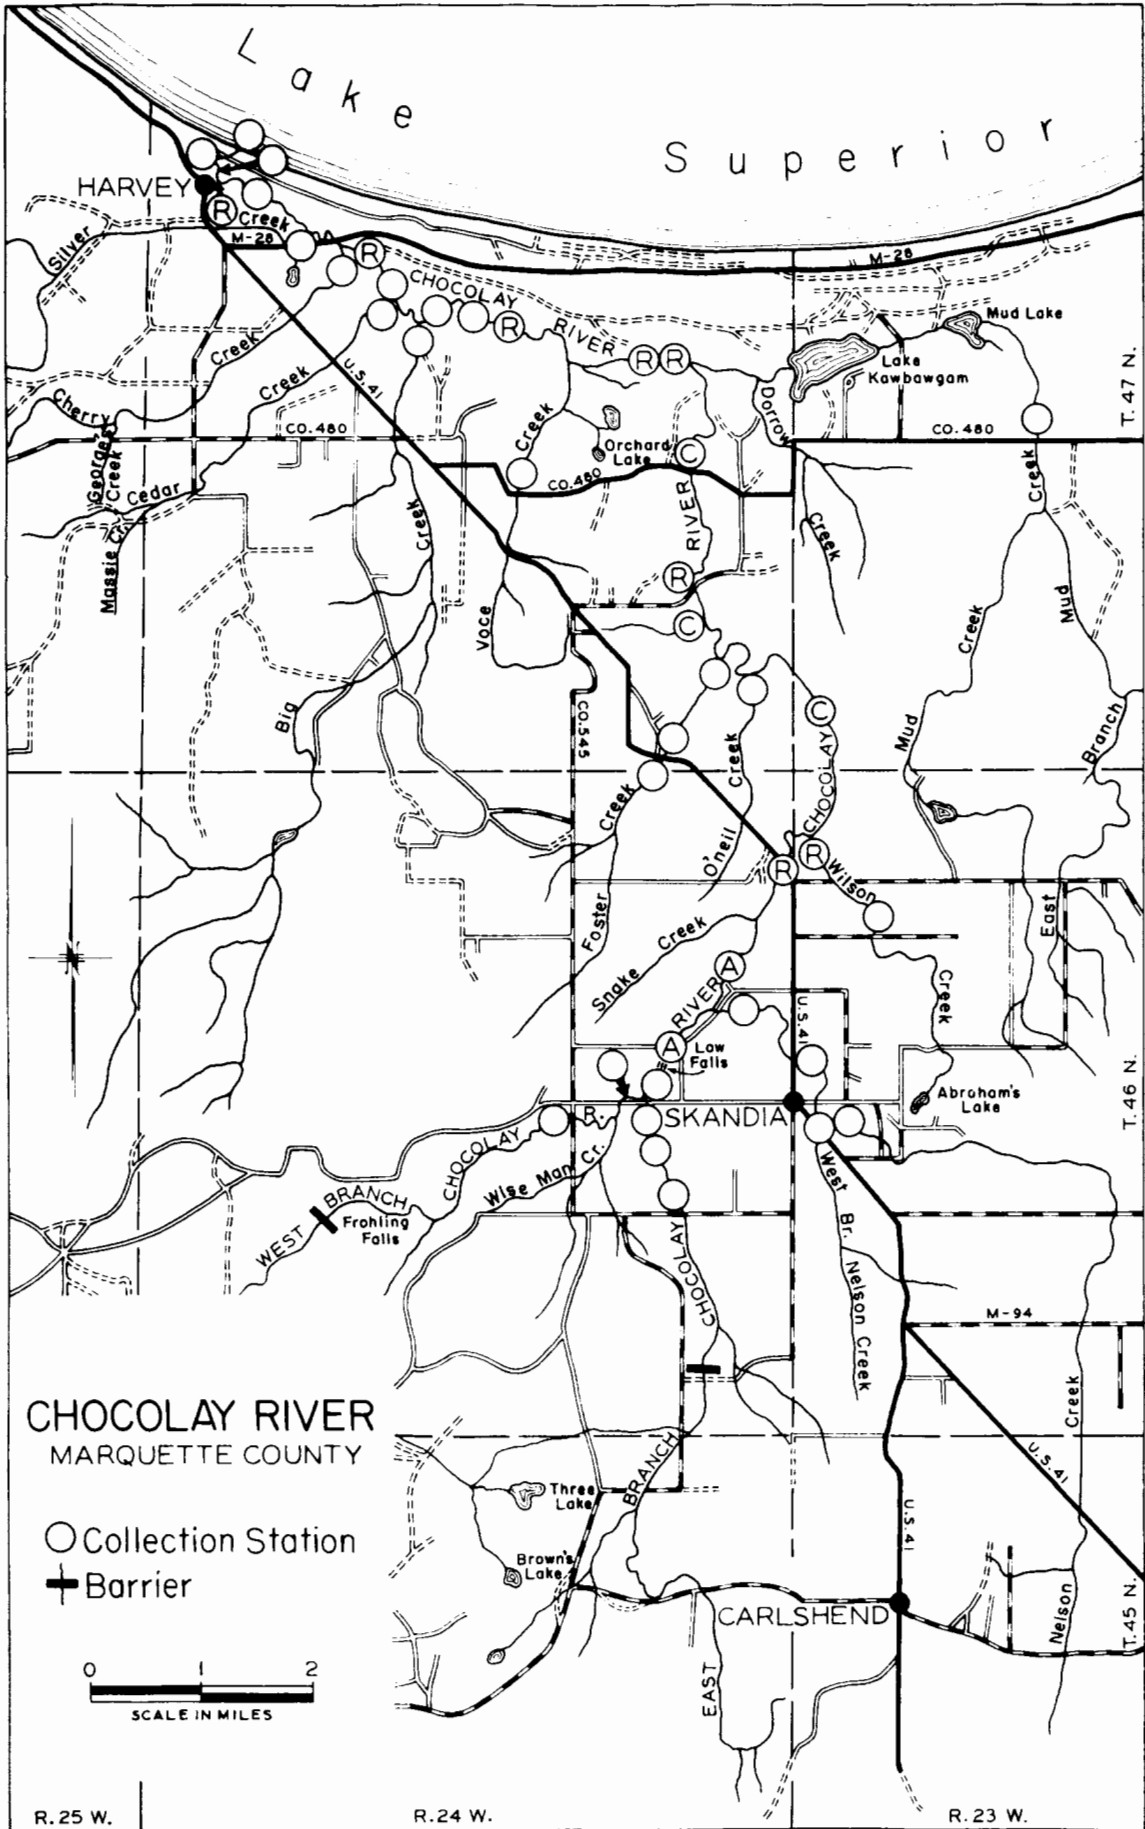 Lake
Superior
HARVEY
R
Creek
Silver
M-28
R
M-28
CHOCOLAY
RIVER
R
R R
Mud Lake
Lake
Kawbawgam
T. 47 N.
Creek
U.S.41
Creek
Cherry
George's
Creek
CO. 480
Creek
Orchard
Lake
C
Dorrow
CO. 480
Cedar
Massie Cr.
CO.480
RIVER
Creek
Creek
Creek
R
Voce
C
Creek
Mud
Big
CO.545
C
Mud
Branch
Creek
CHOCOLAY
Creek
O'neil
R
R
Wilson
Foster
Snake Creek
East
A
RIVER
Creek
U.S.41
A
Low
Falls
Abraham's
Lake
T.46 N.
SKANDIA
R.
CHOCOLAY
Wise Man Cr.
West
BRANCH
Frohling
Falls
WEST
Br.
CHOCOLAY
Nelson Creek
Creek
M-94
CHOCOLAY RIVER
MARQUETTE COUNTY
U.S.41
BRANCH
Three
Lake
U.S.41
Collection Station
Brown's
Lake
Barrier
CARLSHEND
Nelson
T.45 N.
EAST
0 1 2
SCALE IN MILES
R.25 W.
R.24 W.
R.23 W.